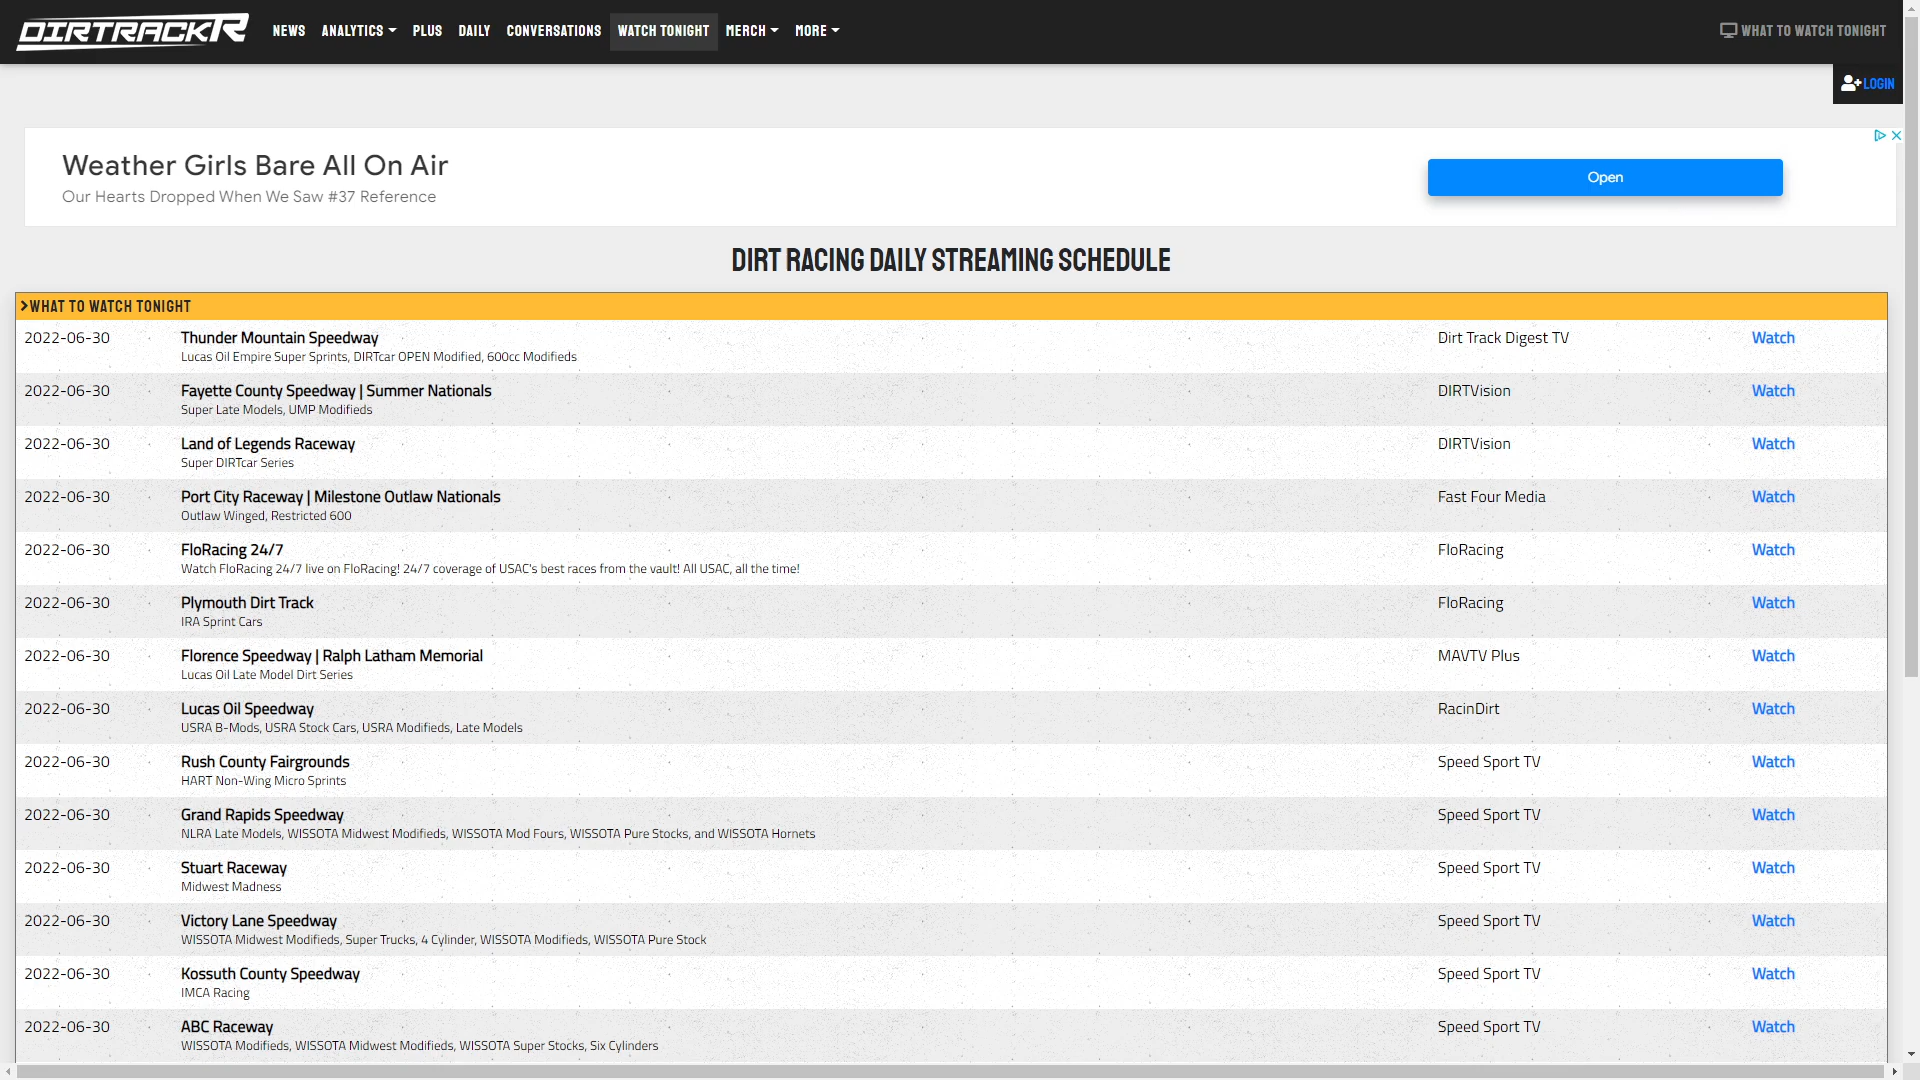 DIRTRACKR
NEWS ANALYTICS PLUS DAILY CONVERSATIONS WATCH TONIGHT MERCH MORE WHAT TO WATCH TONIGHT
LOGIN
Weather Girls Bare All On Air
Our Hearts Dropped When We Saw #37 Reference
Open
DIRT RACING DAILY STREAMING SCHEDULE
WHAT TO WATCH TONIGHT
2022-06-30 Thunder Mountain Speedway Dirt Track Digest TV Watch
Lucas Oil Empire Super Sprints, DIRTcar OPEN Modified, 600cc Modifieds
2022-06-30 Fayette County Speedway | Summer Nationals DIRTVision Watch
Super Late Models, UMP Modifieds
2022-06-30 Land of Legends Raceway DIRTVision Watch
Super DIRTcar Series
2022-06-30 Port City Raceway | Milestone Outlaw Nationals Fast Four Media Watch
Outlaw Winged, Restricted 600
2022-06-30 FloRacing 24/7 FloRacing Watch
Watch FloRacing 24/7 live on FloRacing! 24/7 coverage of USAC's best races from the vault! All USAC, all the time!
2022-06-30 Plymouth Dirt Track FloRacing Watch
IRA Sprint Cars
2022-06-30 Florence Speedway | Ralph Latham Memorial MAVTV Plus Watch
Lucas Oil Late Model Dirt Series
2022-06-30 Lucas Oil Speedway RacinDirt Watch
USRA B-Mods, USRA Stock Cars, USRA Modifieds, Late Models
2022-06-30 Rush County Fairgrounds Speed Sport TV Watch
HART Non-Wing Micro Sprints
2022-06-30 Grand Rapids Speedway Speed Sport TV Watch
NLRA Late Models, WISSOTA Midwest Modifieds, WISSOTA Mod Fours, WISSOTA Pure Stocks, and WISSOTA Hornets
2022-06-30 Stuart Raceway Speed Sport TV Watch
Midwest Madness
2022-06-30 Victory Lane Speedway Speed Sport TV Watch
WISSOTA Midwest Modifieds, Super Trucks, 4 Cylinder, WISSOTA Modifieds, WISSOTA Pure Stock
2022-06-30 Kossuth County Speedway Speed Sport TV Watch
IMCA Racing
2022-06-30 ABC Raceway Speed Sport TV Watch
WISSOTA Modifieds, WISSOTA Midwest Modifieds, WISSOTA Super Stocks, Six Cylinders